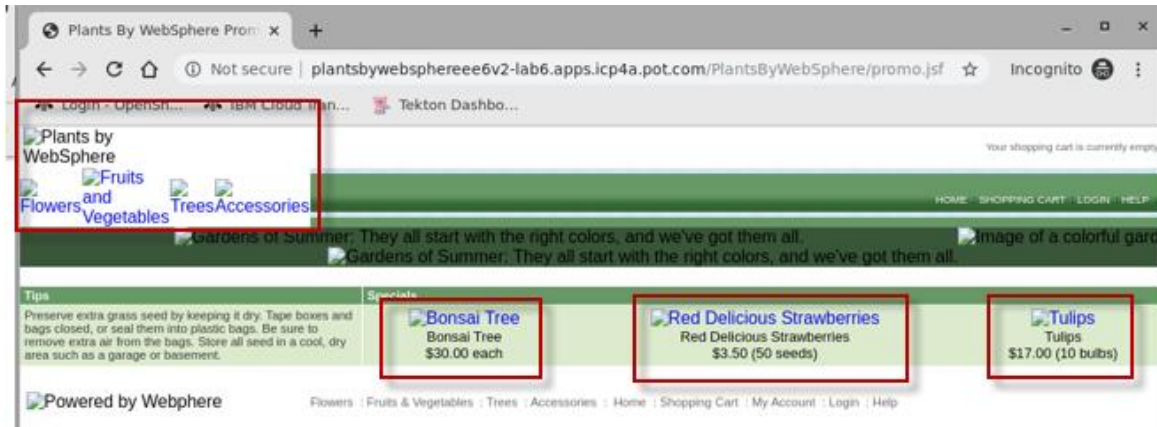 Plants By WebSphere Prom
Not secure | plantsbywebsphereee6v2-lab6.apps.icp4a.pot.com/PlantsByWebSphere/promo.jsf
Incognito
Login - OpenSh... IBM Cloud Tran... Tekton Dashbo...
Plants by
WebSphere
Your shopping cart is currently empty
Flowers
Fruits
and
Vegetables
Trees
Accessories
HOME SHOPPING CART LOGIN HELP
Gardens of Summer: They all start with the right colors, and we've got them all.
Image of a colorful gard
Gardens of Summer: They all start with the right colors, and we've got them all.
Tips
Preserve extra grass seed by keeping it dry. Tape boxes and
bags closed, or seal them into plastic bags. Be sure to
remove extra air from the bags. Store all seed in a cool, dry
area such as a garage or basement.
Specials
Bonsai Tree
Bonsai Tree
$30.00 each
Red Delicious Strawberries
Red Delicious Strawberries
$3.50 (50 seeds)
Tulips
Tulips
$17.00 (10 bulbs)
Powered by Webphere
Flowers : Fruits & Vegetables : Trees : Accessories : Home : Shopping Cart : My Account : Login : Help